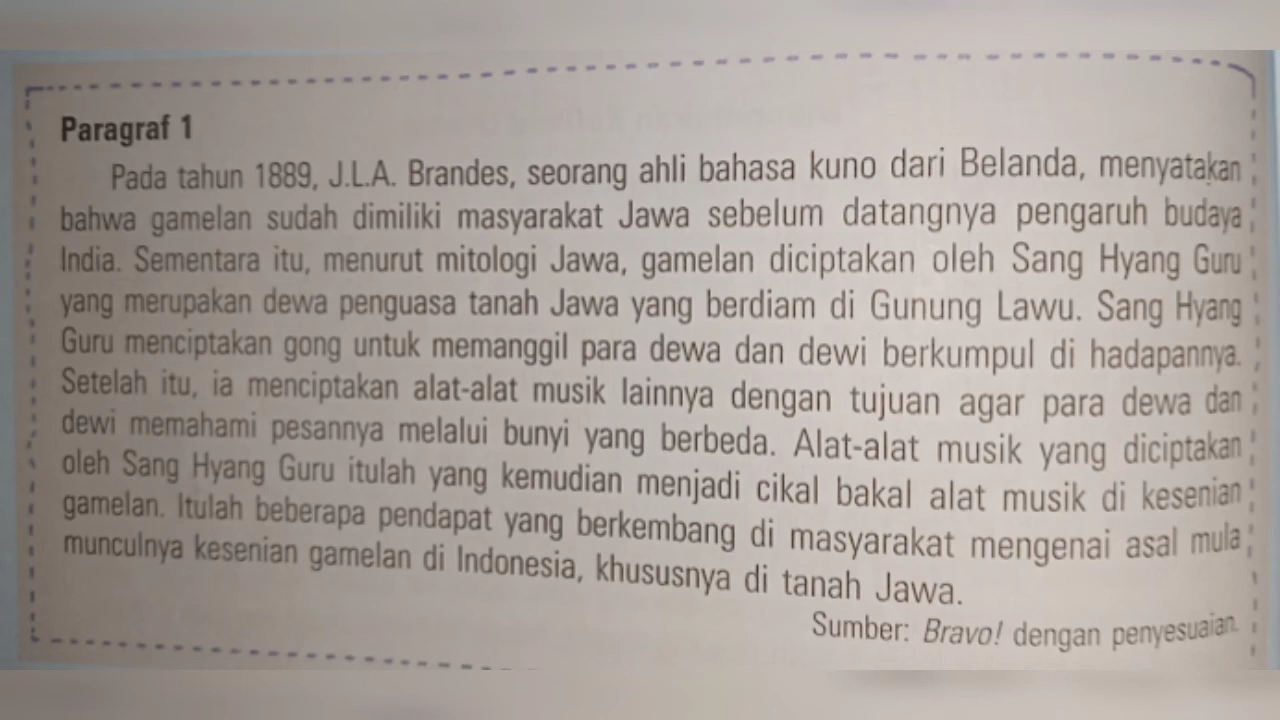 Paragraf 1
Pada tahun 1889, J.L.A. Brandes, seorang ahli bahasa kuno dari Belanda, menyatakan
bahwa gamelan sudah dimiliki masyarakat Jawa sebelum datangnya pengaruh budaya
India. Sementara itu, menurut mitologi Jawa, gamelan diciptakan oleh Sang Hyang Guru
yang merupakan dewa penguasa tanah Jawa yang berdiam di Gunung Lawu. Sang Hyang
Guru menciptakan gong untuk memanggil para dewa dan dewi berkumpul di hadapannya.
Setelah itu, ia menciptakan alat-alat musik lainnya dengan tujuan agar para dewa dan
dewi memahami pesannya melalui bunyi yang berbeda. Alat-alat musik yang diciptakan
oleh Sang Hyang Guru itulah yang kemudian menjadi cikal bakal alat musik di kesenian
gamelan. Itulah beberapa pendapat yang berkembang di masyarakat mengenai asal mula
munculnya kesenian gamelan di Indonesia, khususnya di tanah Jawa.
Sumber: Bravo! dengan penyesuaian.